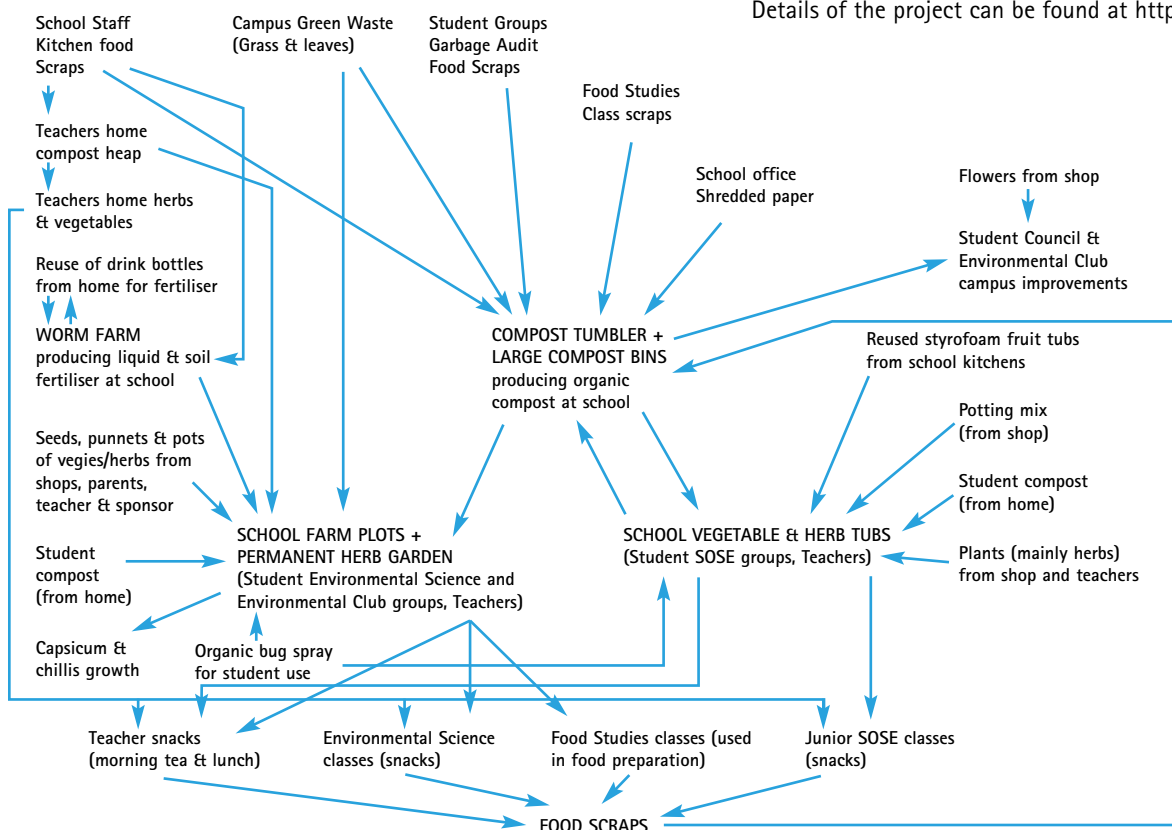 Details of the project can be found at http
School Staff
Kitchen food
Scraps
Campus Green Waste
(Grass & leaves)
Student Groups
Garbage Audit
Food Scraps
Food Studies
Class scraps
Teachers home
compost heap
School office
Shredded paper
Flowers from shop
Teachers home herbs
& vegetables
Student Council &
Environmental Club
campus improvements
Reuse of drink bottles
from home for fertiliser
WORM FARM
producing liquid & soil
fertiliser at school
COMPOST TUMBLER +
LARGE COMPOST BINS
producing organic
compost at school
Reused styrofoam fruit tubs
from school kitchens
Potting mix
(from shop)
Seeds, punnets & pots
of vegies/herbs from
shops, parents,
teacher & sponsor
Student compost
(from home)
SCHOOL FARM PLOTS +
PERMANENT HERB GARDEN
(Student Environmental Science and
Environmental Club groups, Teachers)
SCHOOL VEGETABLE & HERB TUBS
(Student SOSE groups, Teachers)
Plants (mainly herbs)
from shop and teachers
Student
compost
(from home)
Capsicum &
chillis growth
Organic bug spray
for student use
Teacher snacks
(morning tea & lunch)
Environmental Science
classes (snacks)
Food Studies classes (used
in food preparation)
Junior SOSE classes
(snacks)
FOOD SCRAPS